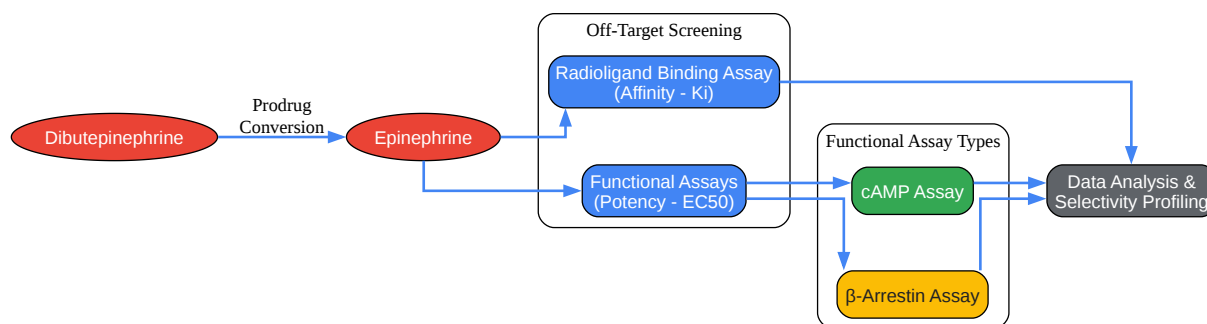 Off-Target Screening
Radioligand Binding Assay
(Affinity - Ki)
Prodrug
Conversion
Dibutepinephrine
Epinephrine
Functional Assay Types
Functional Assays
(Potency - EC50)
cAMP Assay
Data Analysis &
Selectivity Profiling
β-Arrestin Assay